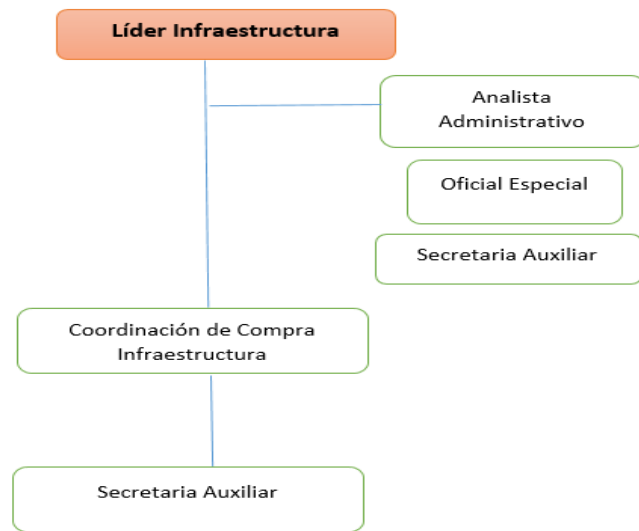 Líder Infraestructura
Analista
Administrativo
Oficial Especial
Secretaria Auxiliar
Coordinación de Compra
Infraestructura
Secretaria Auxiliar